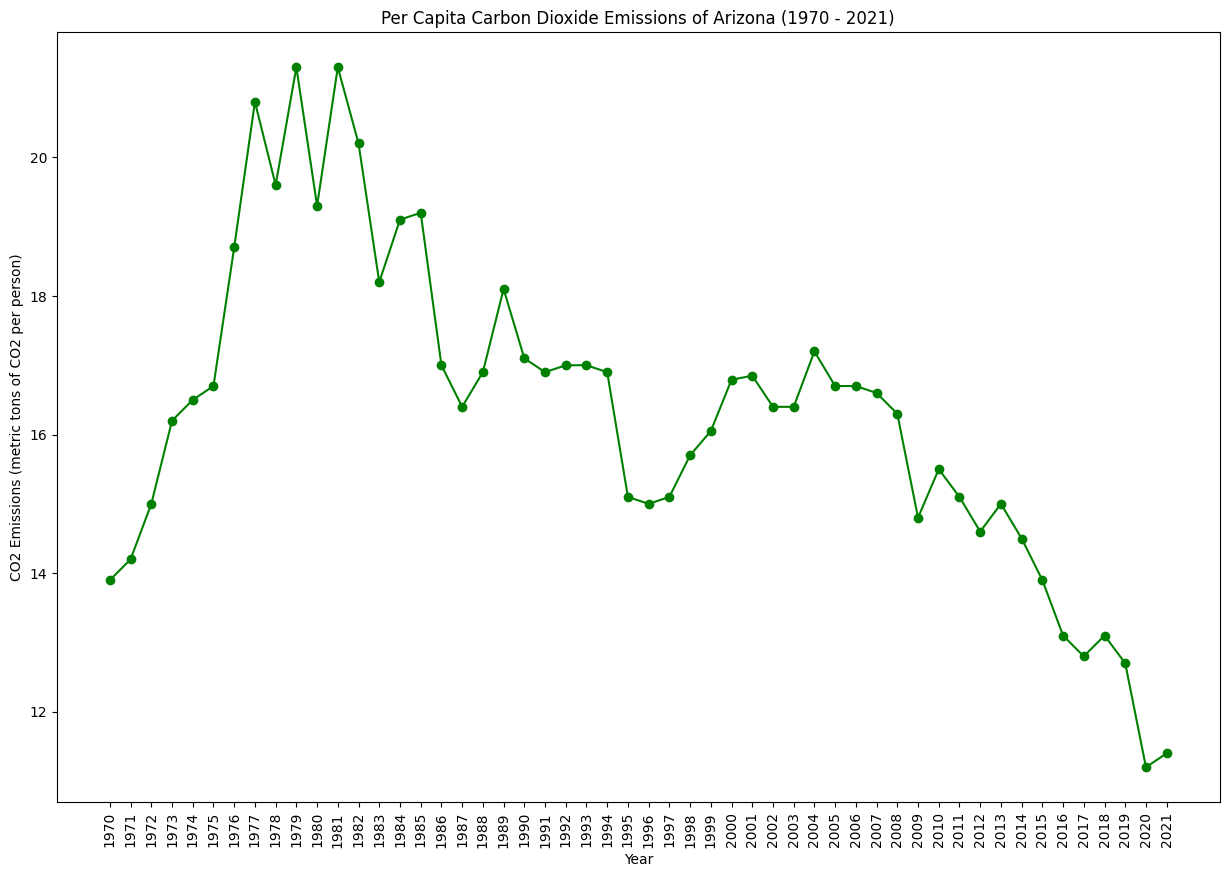 Per Capita Carbon Dioxide Emissions of Arizona (1970 - 2021)
CO2 Emissions (metric tons of CO2 per person)
20
18
16
14
12
1970 1971 1972 1973 1974 1975 1976 1977 1978 1979 1980 1981 1982 1983 1984 1985 1986 1987 1988 1989 1990 1991 1992 1993 1994 1995 1996 1997 1998 1999 2000 2001 2002 2003 2004 2005 2006 2007 2008 2009 2010 2011 2012 2013 2014 2015 2016 2017 2018 2019 2020 2021
Year